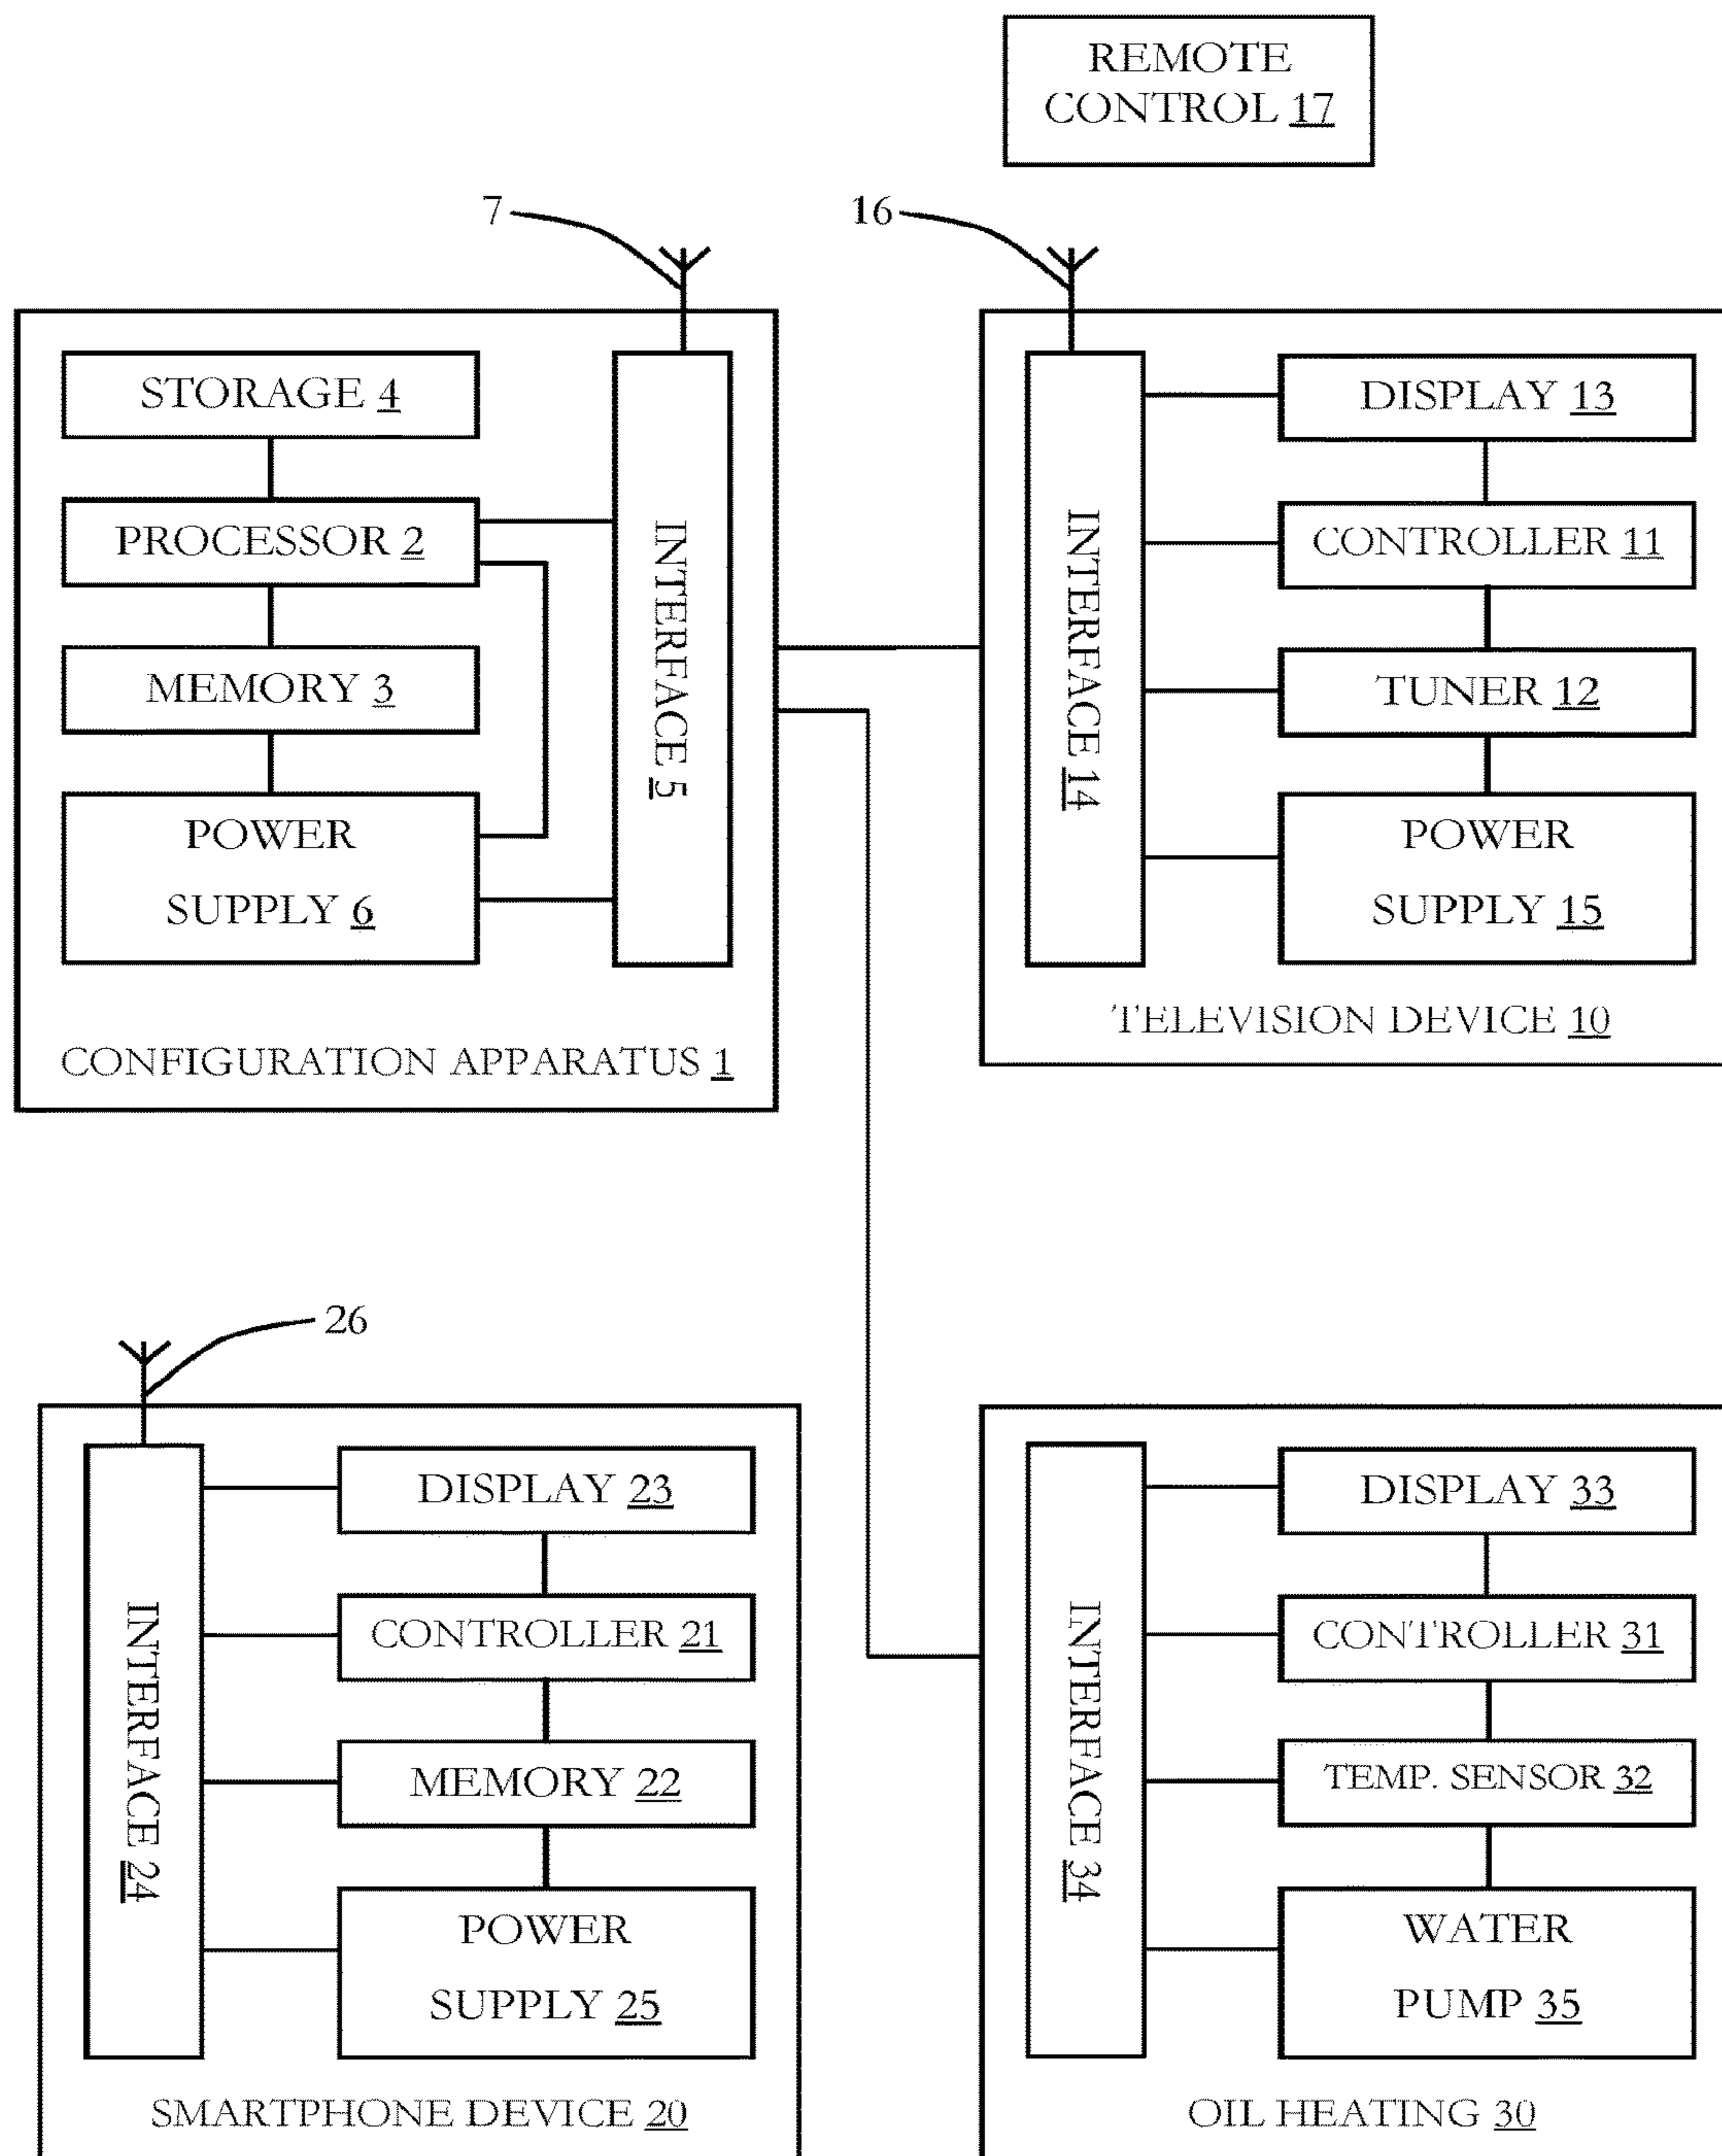 REMOTE
CONTROL 17
7
16
STORAGE 4
PROCESSOR 2
MEMORY 3
POWER
SUPPLY 6
INTERFACE 5
CONFIGURATION APPARATUS 1
INTERFACE 14
DISPLAY 13
CONTROLLER 11
TUNER 12
POWER
SUPPLY 15
TELEVISION DEVICE 10
26
INTERFACE 24
DISPLAY 23
CONTROLLER 21
MEMORY 22
POWER
SUPPLY 25
SMARTPHONE DEVICE 20
INTERFACE 34
DISPLAY 33
CONTROLLER 31
TEMP. SENSOR 32
WATER
PUMP 35
OIL HEATING 30